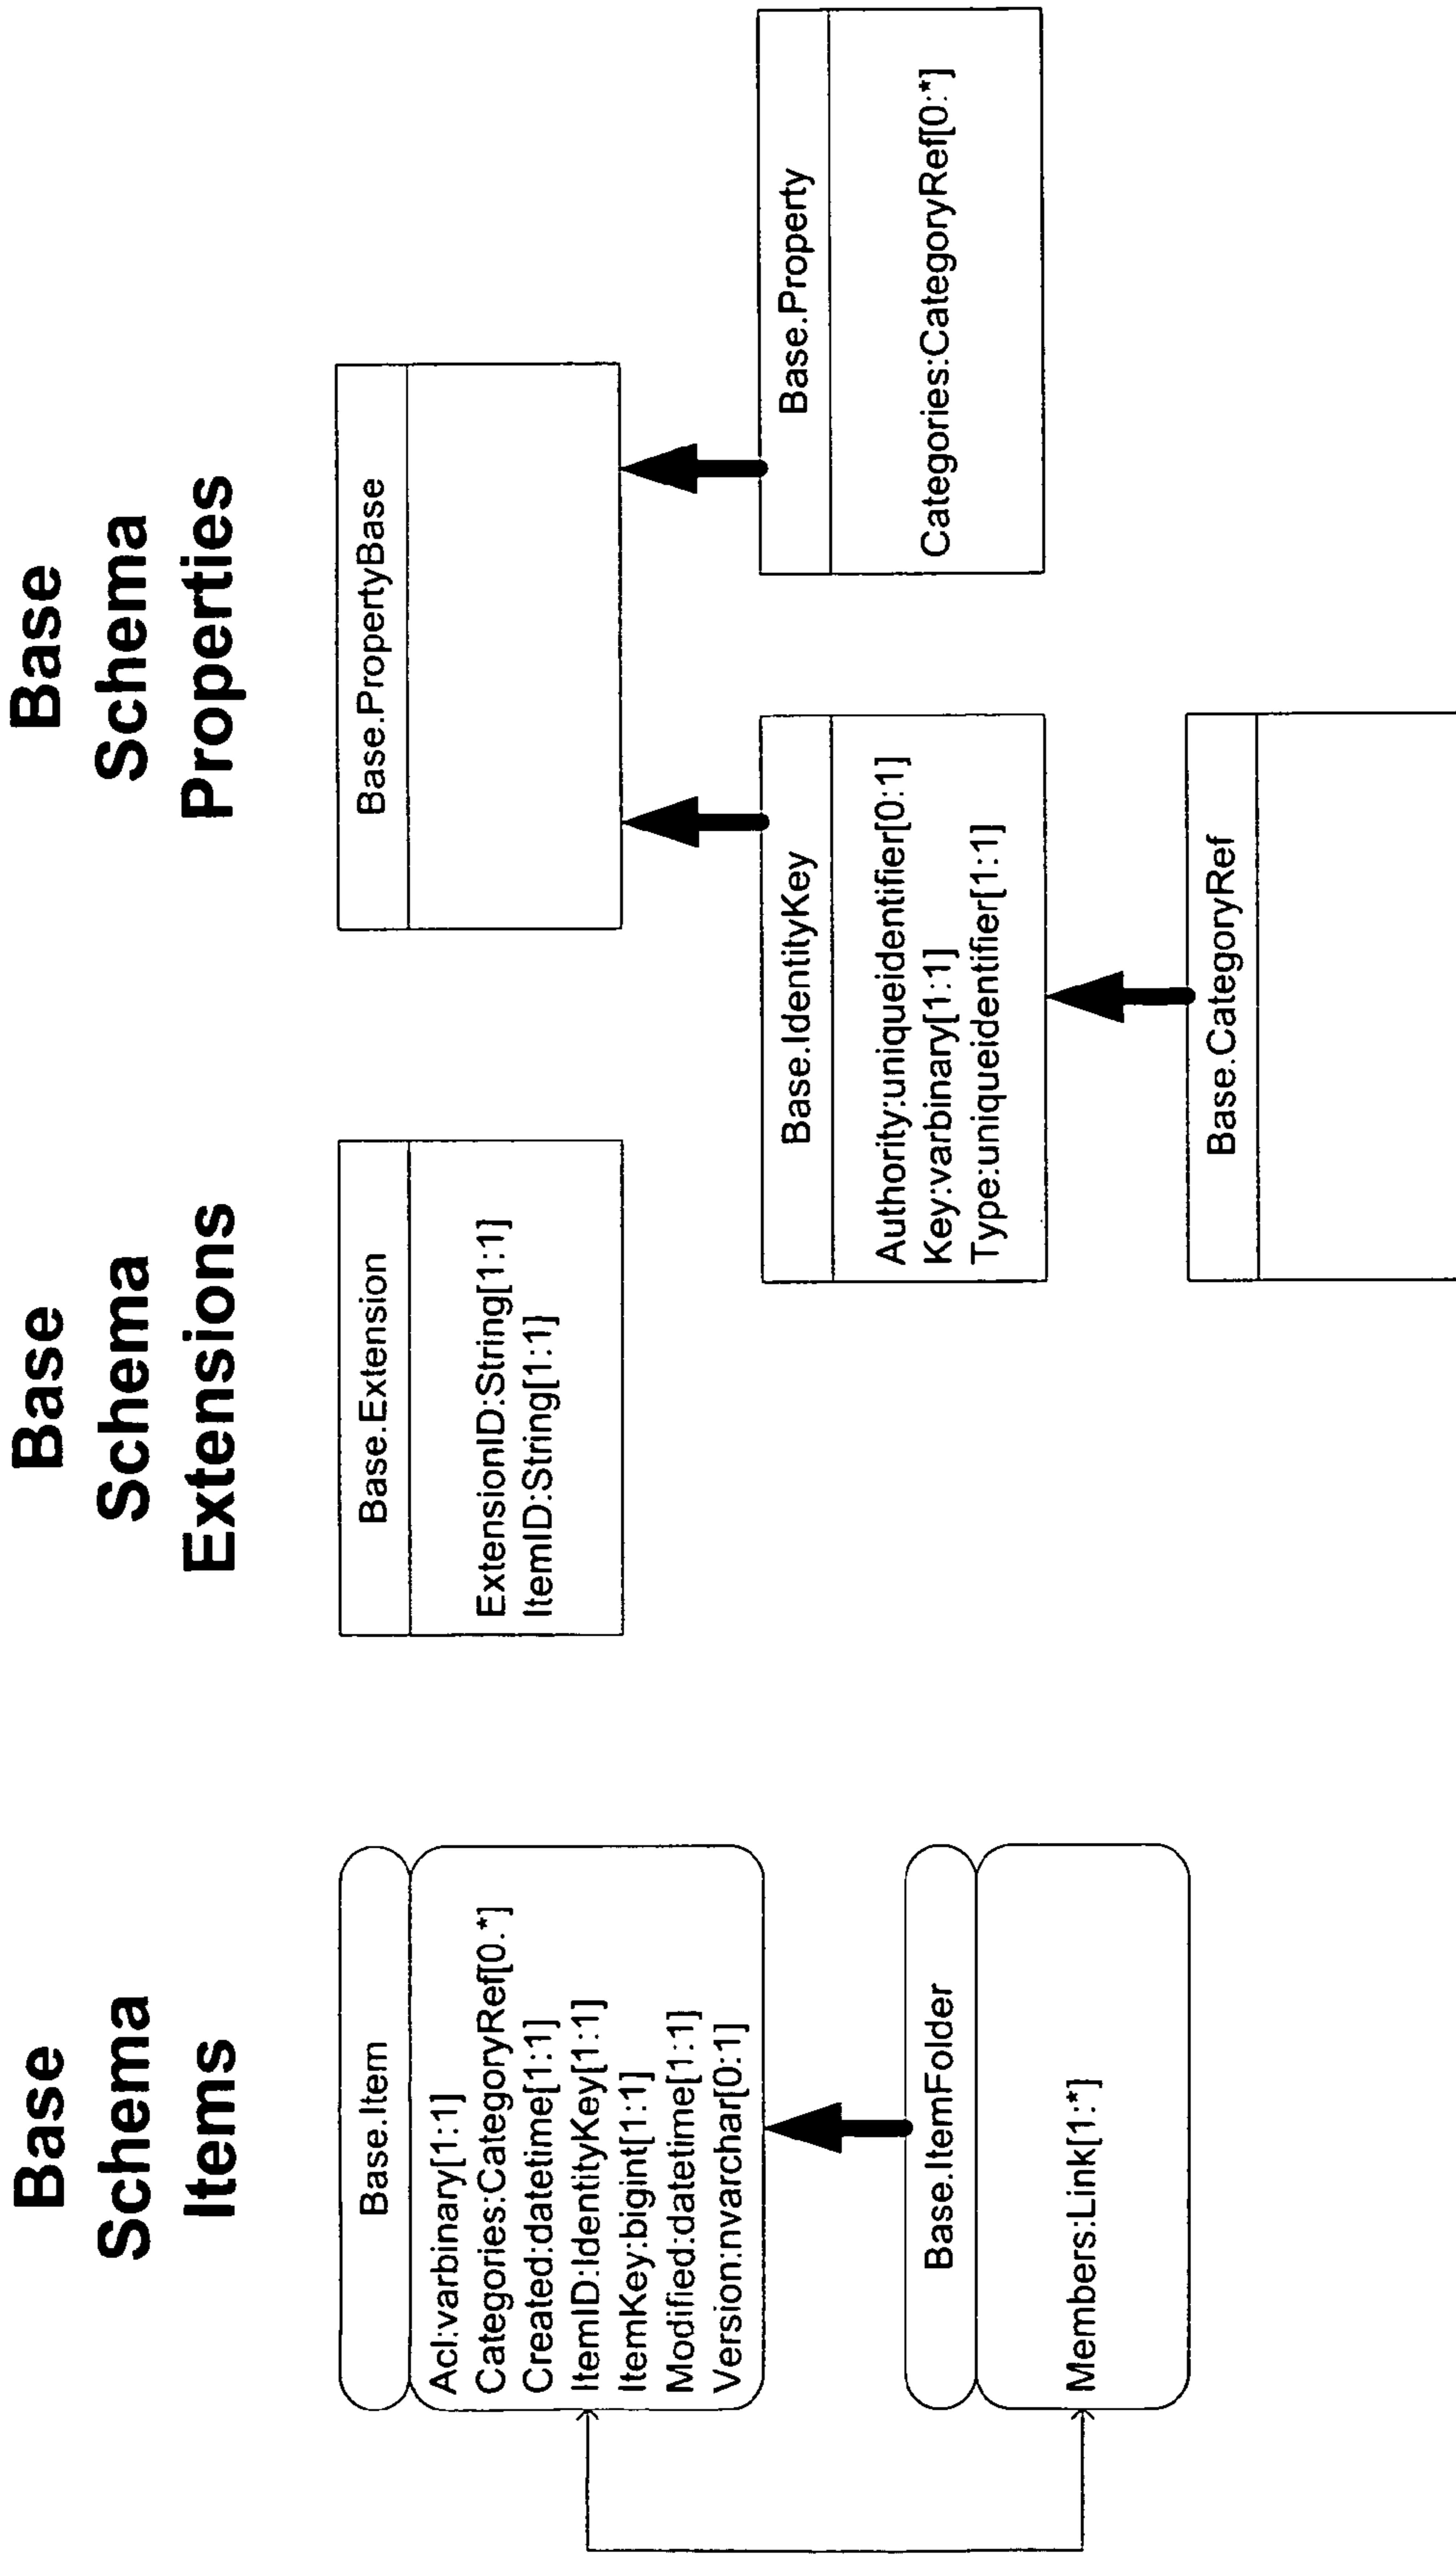 Base
Schema
Items
Base
Schema
Extensions
Base
Schema
Properties
Base.Item
Acl:varbinary[1:1]
Categories:CategoryRef[0.*]
Created:datetime[1:1]
ItemID:IdentityKey[1:1]
ItemKey:bigint[1:1]
Modified:datetime[1:1]
Version:nvarchar[0:1]
Base.ItemFolder
Members:Link[1:*]
Base.Extension
ExtensionID:String[1:1]
ItemID:String[1:1]
Base.PropertyBase
Base.IdentityKey
Authority:uniqueidentifier[0:1]
Key:varbinary[1:1]
Type:uniqueidentifier[1:1]
Base.Property
Categories:CategoryRef[0:*]
Base.CategoryRef